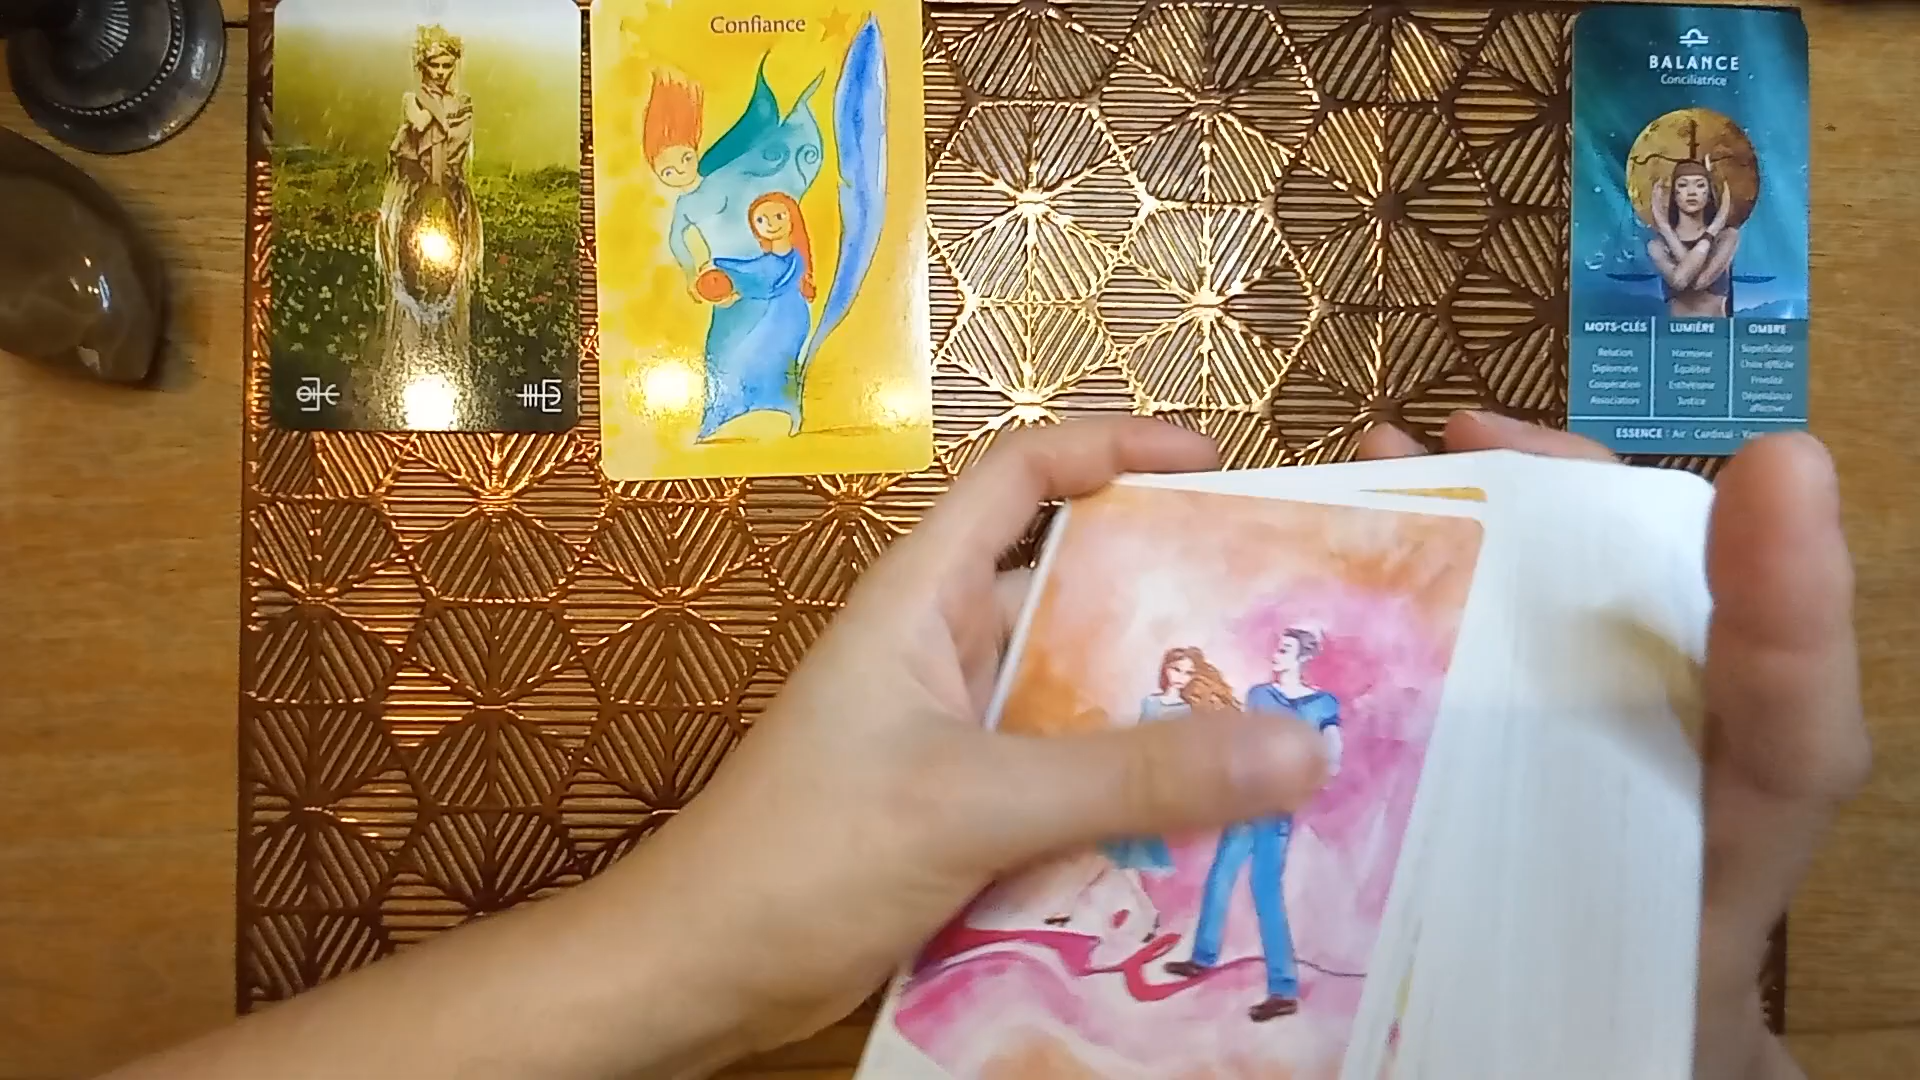 Confiance
BALANCE
Conciliatrice
MOTS-CLÉS
LUMIÈRE
OMBRE
Relation
Harmonie
Superficialité
Diplomatie
Équilibre
Choix difficile
Coopération
Esthétisme
Frivolité
Association
Justice
Dépendance
affective
ESSENCE : Air - Cardinal -